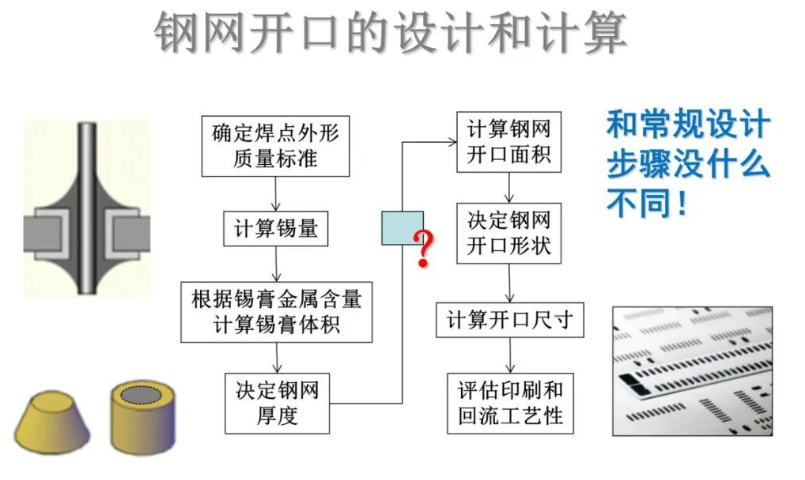 钢网开口的设计和计算
确定焊点外形
质量标准
计算锡量
根据锡膏金属含量
计算锡膏体积
决定钢网
厚度
?
计算钢网
开口面积
决定钢网
开口形状
计算开口尺寸
评估印刷和
回流工艺性
和常规设计
步骤没什么
不同!